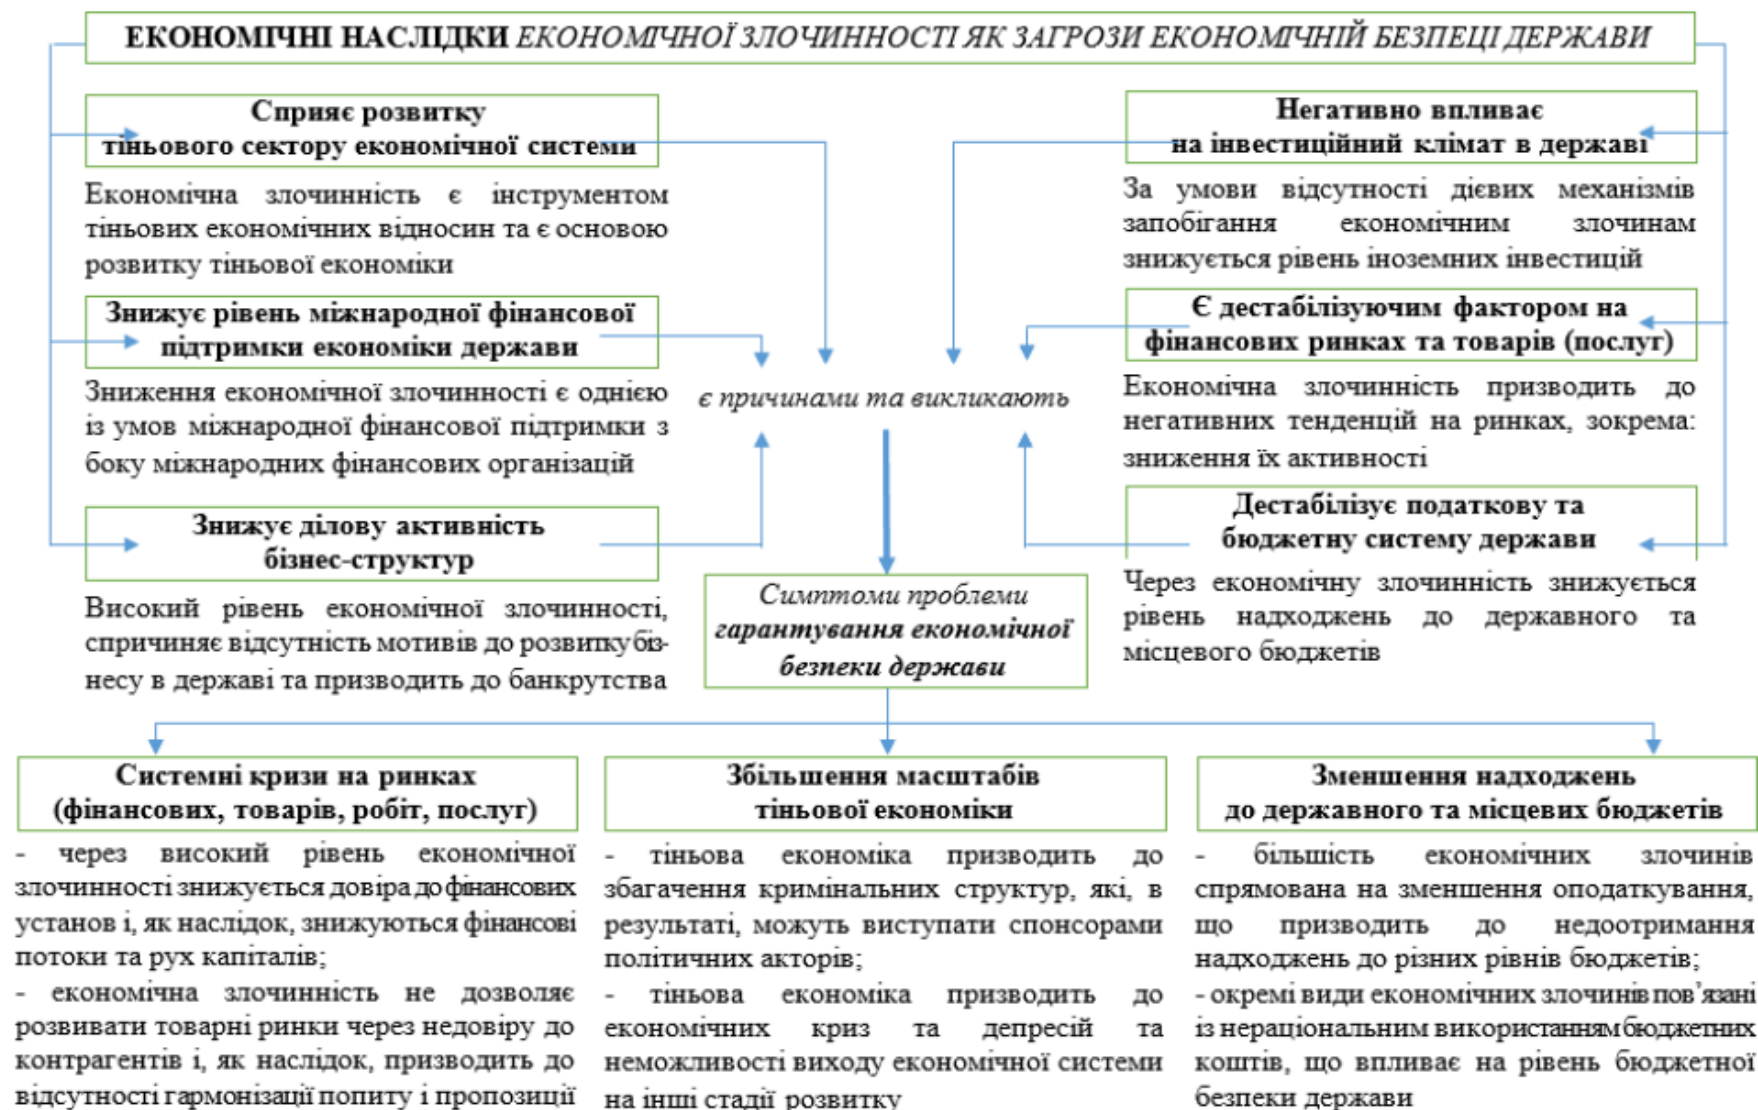 ЕКОНОМІЧНІ НАСЛІДКИ ЕКОНОМІЧНОЇ ЗЛОЧИННОСТІ ЯК ЗАГРОЗИ ЕКОНОМІЧНІЙ БЕЗПЕЦІ ДЕРЖАВИ
Сприяє розвитку
тіньового сектору економічної системи
Економічна злочинність є інструментом
тіньових економічних відносин та є основою
розвитку тіньової економіки
Знижує рівень міжнародної фінансової
підтримки економіки держави
Зниження економічної злочинності є однією
із умов міжнародної фінансової підтримки з
боку міжнародних фінансових організацій
Знижує ділову активність
бізнес-структур
Високий рівень економічної злочинності,
спричиняє відсутність мотивів до розвитку біз-
несу в державі та призводить до банкрутства
Негативно впливає
на інвестиційний клімат в державі
За умови відсутності дієвих механізмів
запобігання економічним злочинам
знижується рівень іноземних інвестицій
Є дестабілізуючим фактором на
фінансових ринках та товарів (послуг)
Економічна злочинність призводить до
негативних тенденцій на ринках, зокрема:
зниження їх активності
Дестабілізує податкову та
бюджетну систему держави
Через економічну злочинність знижується
рівень надходжень до державного та
місцевого бюджетів
є причинами та викликають
Симптоми проблеми
гарантування економічної
безпеки держави
Системні кризи на ринках
(фінансових, товарів, робіт, послуг)
- через високий рівень економічної
злочинності знижується довіра до фінансових
установ і, як наслідок, знижуються фінансові
потоки та рух капіталів;
- економічна злочинність не дозволяє
розвивати товарні ринки через недовіру до
контрагентів і, як наслідок, призводить до
відсутності гармонізації попиту і пропозиції
Збільшення масштабів
тіньової економіки
- тіньова економіка призводить до
збагачення кримінальних структур, які, в
результаті, можуть виступати спонсорами
політичних акторів;
- тіньова економіка призводить до
економічних криз та депресій та
неможливості виходу економічної системи
на інші стадії розвитку
Зменшення надходжень
до державного та місцевих бюджетів
- більшість економічних злочинів
спрямована на зменшення оподаткування,
що призводить до недоотримання
надходжень до різних рівнів бюджетів;
- окремі види економічних злочинів пов’язані
із нераціональним використанням бюджетних
коштів, що впливає на рівень бюджетної
безпеки держави